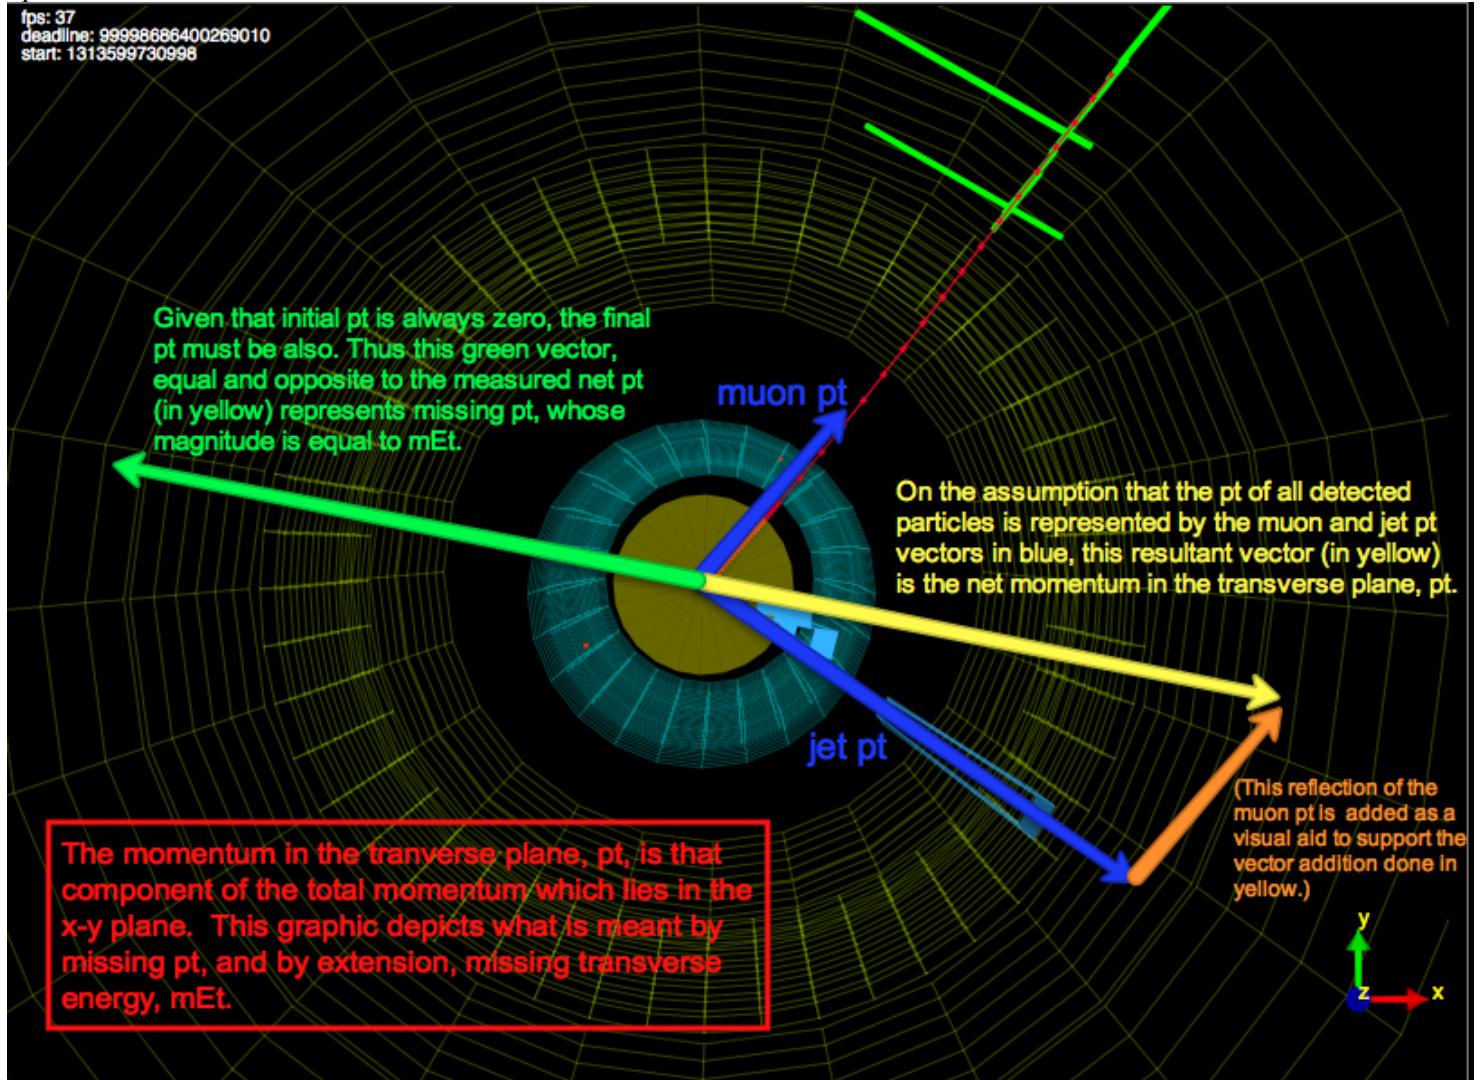 fps: 37
deadline: 99998686400269010
start: 1313599730998
Given that initial pt is always zero, the final
pt must be also. Thus this green vector,
equal and opposite to the measured net pt
(in yellow) represents missing pt, whose
magnitude is equal to mEt.
muon pt
On the assumption that the pt of all detected
particles is represented by the muon and jet pt
vectors in blue, this resultant vector (in yellow)
is the net momentum in the transverse plane, pt.
jet pt
(This reflection of the
muon pt is added as a
visual aid to support the
vector addition done in
yellow.)
The momentum in the tranverse plane, pt, is that
component of the total momentum which lies in the
x-y plane. This graphic depicts what is meant by
missing pt, and by extension, missing transverse
energy, mEt.
y
z
x